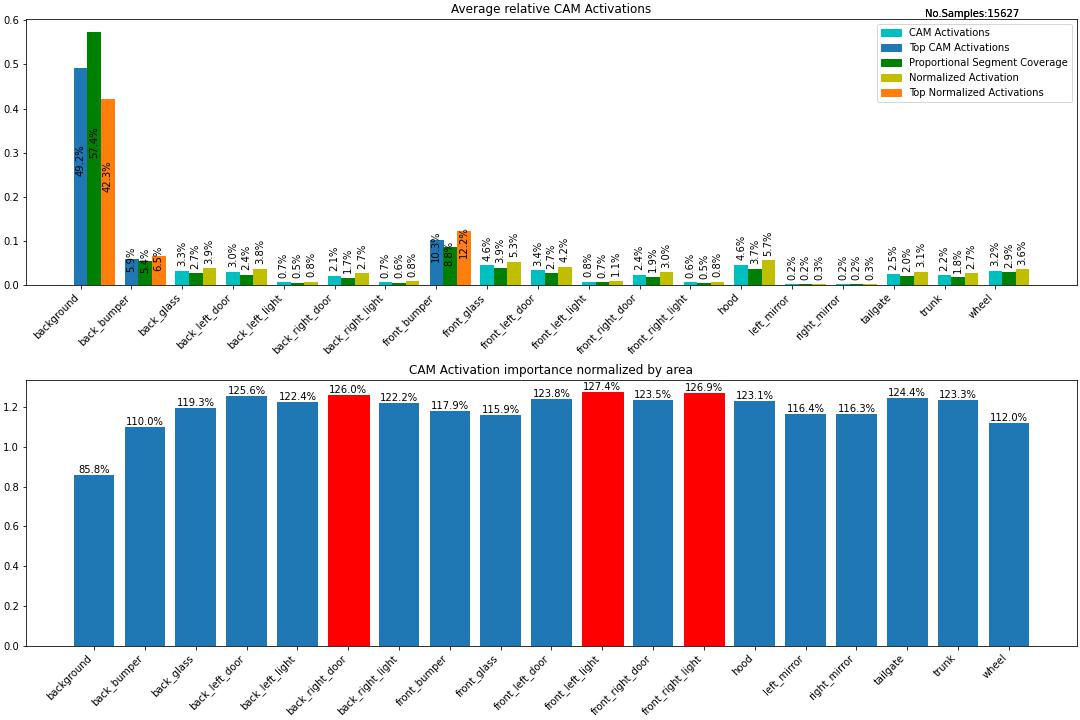 Average relative CAM Activations
No.Samples:15627
CAM Activations
Top CAM Activations
Proportional Segment Coverage
Normalized Activation
Top Normalized Activations
0.6
0.5
0.4
0.3
0.2
0.1
0.0
49.2% 57.4% 42.3%
5.9% 5.4% 6.5%
3.3% 2.7% 3.9%
3.0% 2.4% 3.8%
0.7% 0.5% 0.8%
2.1% 1.7% 2.7%
0.7% 0.6% 0.8%
10.3% 8.8% 12.2%
4.6% 3.9% 5.3%
3.4% 2.7% 4.2%
0.8% 0.7% 1.1%
2.4% 1.9% 3.0%
0.6% 0.5% 0.8%
4.6% 3.7% 5.7%
0.2% 0.2% 0.3%
0.2% 0.2% 0.3%
2.5% 2.0% 3.1%
2.2% 1.8% 2.7%
3.2% 2.9% 3.6%
background
back_bumper
back_glass
back_left_door
back_left_light
back_right_door
back_right_light
front_bumper
front_glass
front_left_door
front_left_light
front_right_door
front_right_light
hood
left_mirror
right_mirror
tailgate
trunk
wheel
CAM Activation importance normalized by area
1.2
1.0
0.8
0.6
0.4
0.2
0.0
85.8%
110.0%
119.3%
125.6%
122.4%
126.0%
122.2%
117.9%
115.9%
123.8%
127.4%
123.5%
126.9%
123.1%
116.4%
116.3%
124.4%
123.3%
112.0%
background
back_bumper
back_glass
back_left_door
back_left_light
back_right_door
back_right_light
front_bumper
front_glass
front_left_door
front_left_light
front_right_door
front_right_light
hood
left_mirror
right_mirror
tailgate
trunk
wheel